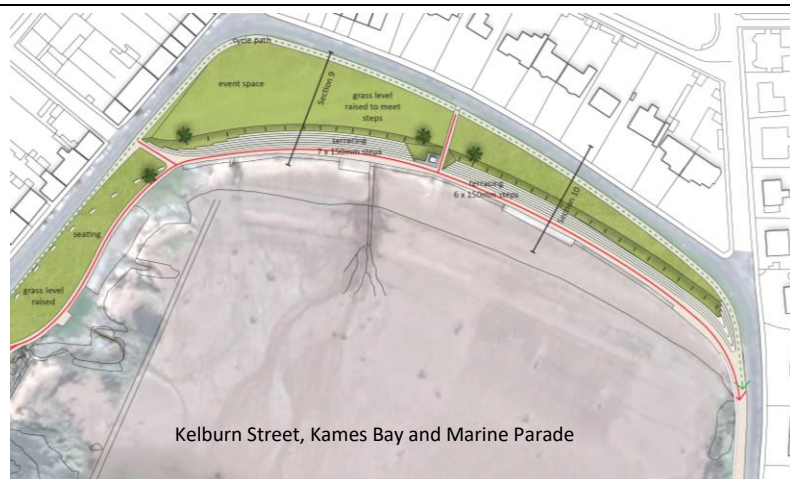 cycle path
event space
Section 9
grass level
raised to meet
steps
terracing
7 x 150mm steps
terracing
6 x 150mm steps
Section 10
seating
grass level
raised
Kelburn Street, Kames Bay and Marine Parade